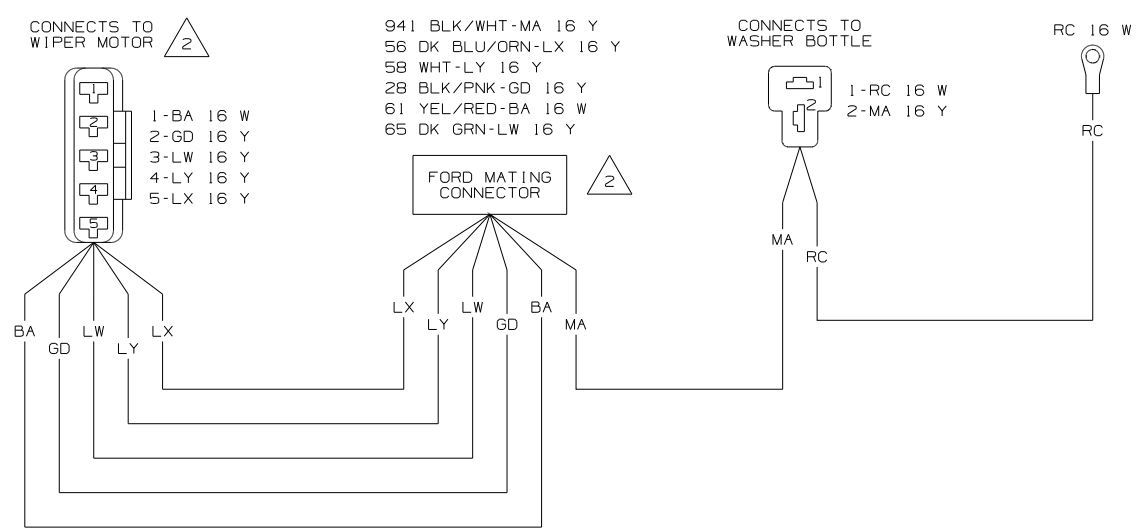 CONNECTS TO
WIPER MOTOR
2
1
2
3
4
5
1-BA 16 W
2-GD 16 Y
3-LW 16 Y
4-LY 16 Y
5-LX 16 Y
941 BLK/WHT-MA 16 Y
56 DK BLU/ORN-LX 16 Y
58 WHT-LY 16 Y
28 BLK/PNK-GD 16 Y
61 YEL/RED-BA 16 W
65 DK GRN-LW 16 Y
FORD MATING
CONNECTOR
2
CONNECTS TO
WASHER BOTTLE
1
2
1-RC 16 W
2-MA 16 Y
RC 16 W
RC
MA
RC
BA
GD
LW
LY
LX
LX
LY
LW
GD
BA
MA